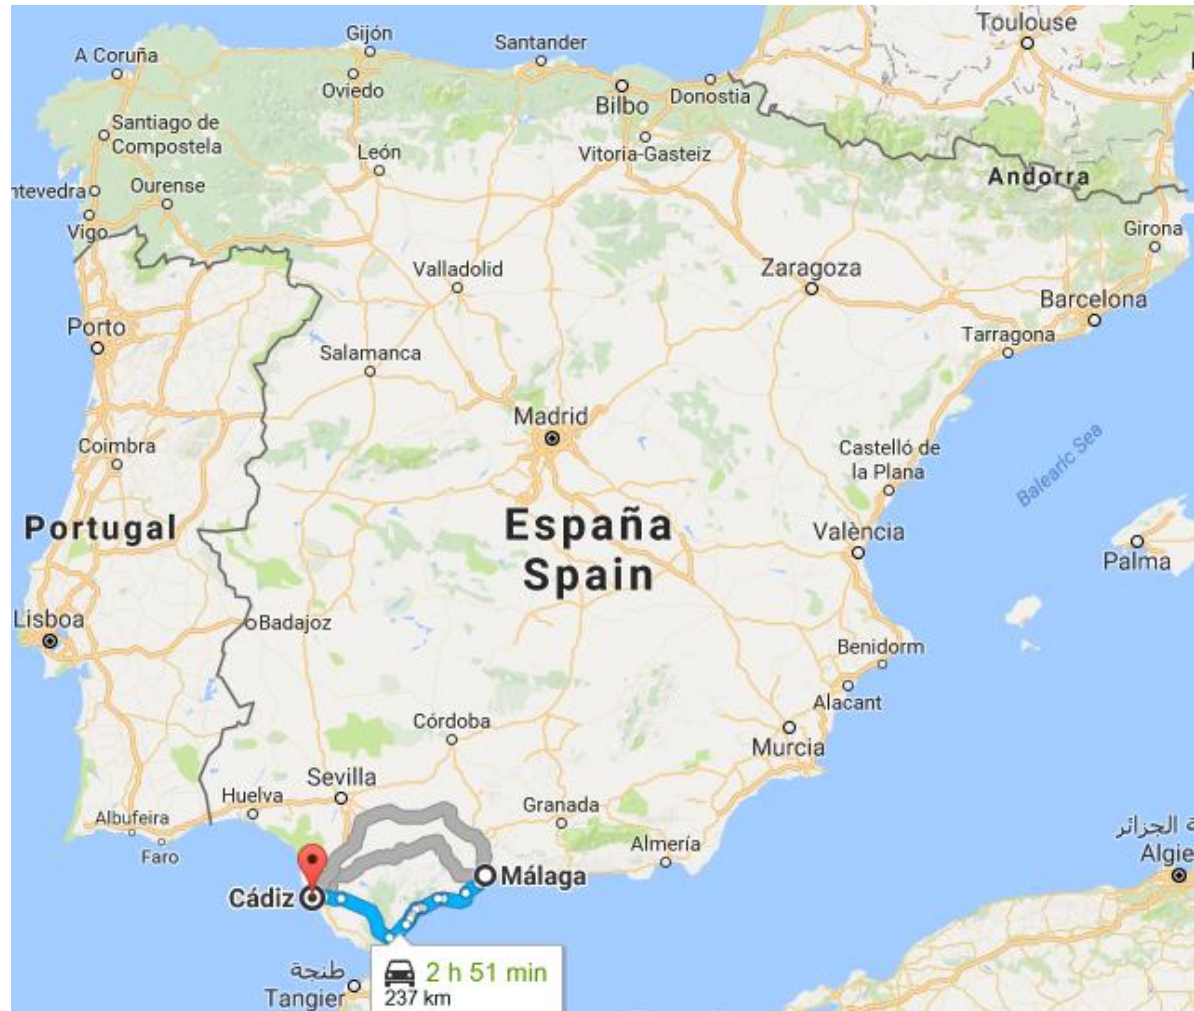 Toulouse
Gijón
Santander
A Coruña
Oviedo
Bilbo
Donostia
Santiago de
Compostela
León
Vitoria-Gasteiz
Andorra
ntevedra
Ourense
Vigo
Girona
Valladolid
Zaragoza
Barcelona
Porto
Tarragona
Salamanca
Madrid
Coimbra
Castelló de
la Plana
Balearic Sea
Portugal
España
Spain
València
Palma
Lisboa
Badajoz
Benidorm
Alacant
Córdoba
Murcia
Sevilla
Huelva
Granada
Albufeira
Faro
Almería
ة الجزائر
Algie
Málaga
Cádiz
طنجة
Tangier
2 h 51 min
237 km